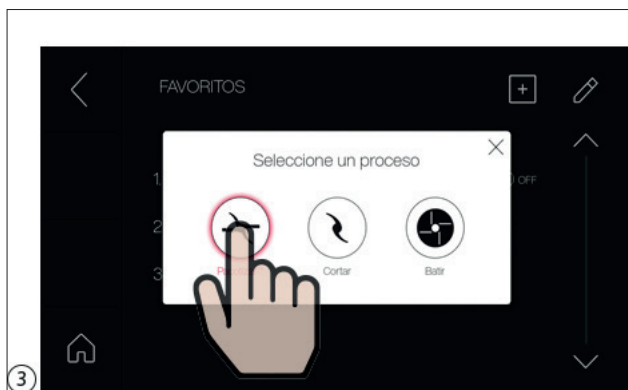 FAVORITOS
Seleccione un proceso
1.
OFF
2
3
Cortar
Batir
3